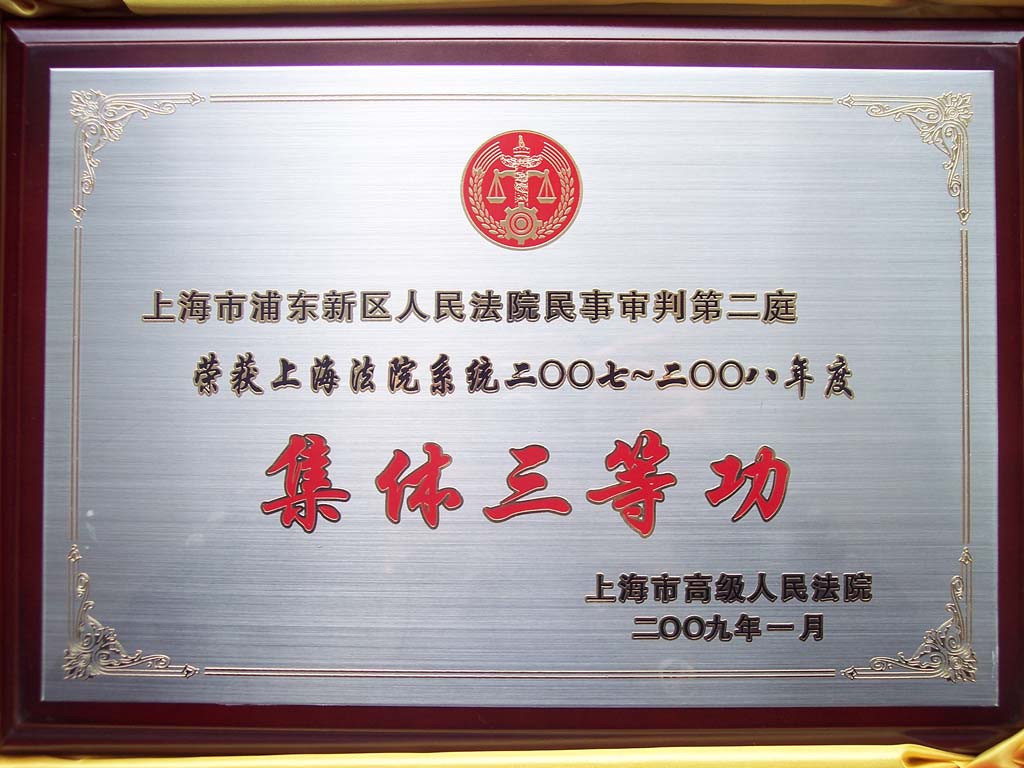 上海市浦东新区人民法院民事审判第二庭
荣获上海法院系统二〇〇七~二〇〇八年度
集体三等功
上海市高级人民法院
二〇〇九年一月